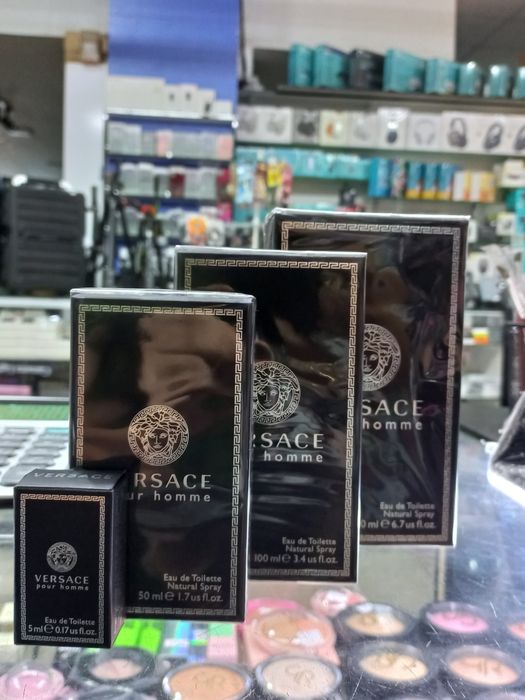 VERSACE
VERSACE
pour homme
Eau de Toilette
5 ml e 0.17 us fl.oz.
ERSACE
our homme
Eau de Toilette
Natural Spray
50 ml e 1.7 us fl.oz.
RSACE
homme
Eau de Toilette
Natural Spray
100 ml e 3.4 us fl.oz.
SACE
homme
Eau de Toilette
Natural Spray
0 ml e 6.7 us fl.oz.